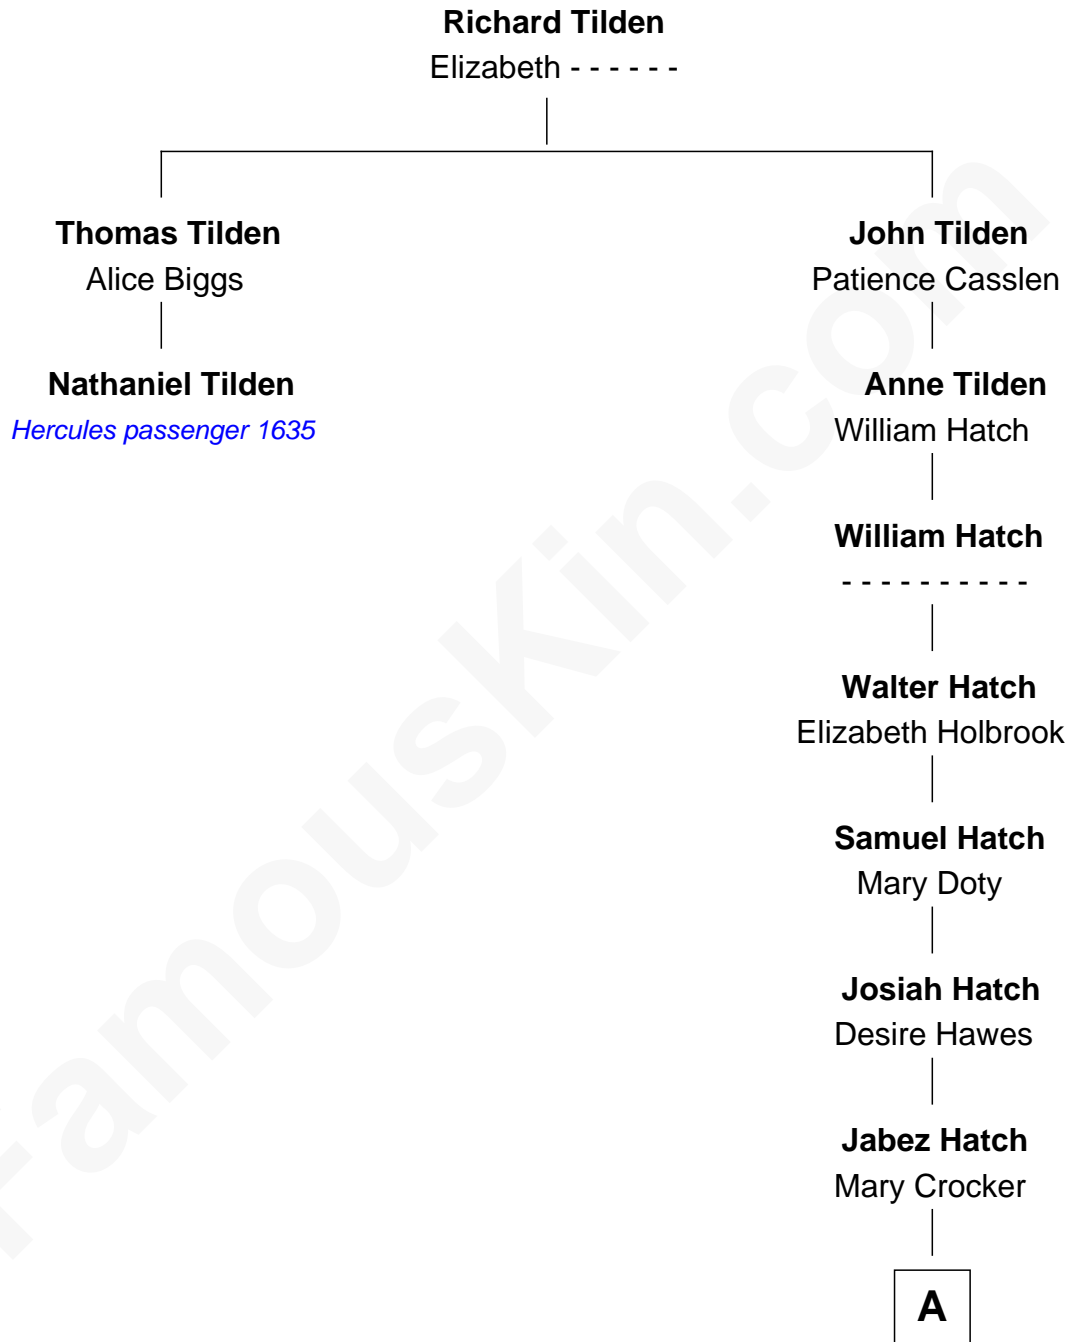 Richard Tilden
Elizabeth - - - - - -
Thomas Tilden
Alice Biggs
John Tilden
Patience Casslen
Nathaniel Tilden
Hercules passenger 1635
Anne Tilden
William Hatch
William Hatch
- - - - - - - - - -
Walter Hatch
Elizabeth Holbrook
Samuel Hatch
Mary Doty
Josiah Hatch
Desire Hawes
Jabez Hatch
Mary Crocker
A
FamousKin.com